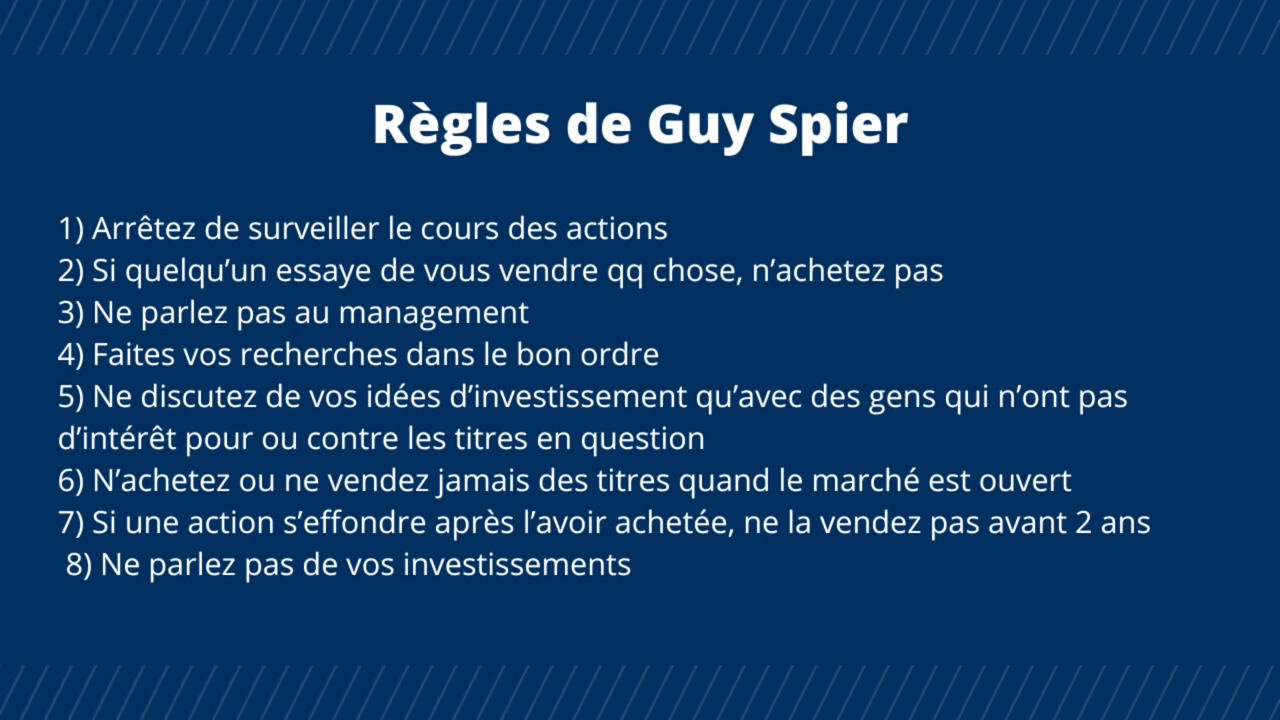 Règles de Guy Spier
1) Arrêtez de surveiller le cours des actions
2) Si quelqu’un essaye de vous vendre qq chose, n’achetez pas
3) Ne parlez pas au management
4) Faites vos recherches dans le bon ordre
5) Ne discutez de vos idées d’investissement qu’avec des gens qui n’ont pas
d’intérêt pour ou contre les titres en question
6) N’achetez ou ne vendez jamais des titres quand le marché est ouvert
7) Si une action s’effondre après l’avoir achetée, ne la vendez pas avant 2 ans
8) Ne parlez pas de vos investissements